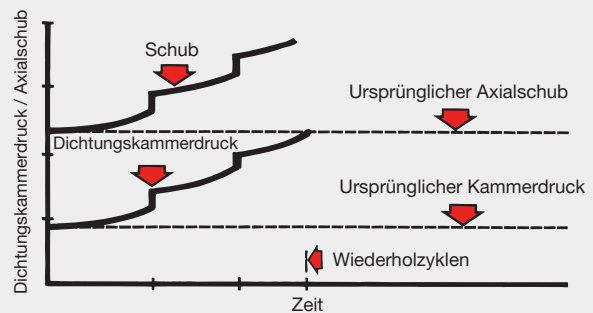 Dichtungskammerdruck / Axialschub
Schub
Ursprünglicher Axialschub
Dichtungskammerdruck
Ursprünglicher Kammerdruck
Wiederholzyklen
Zeit